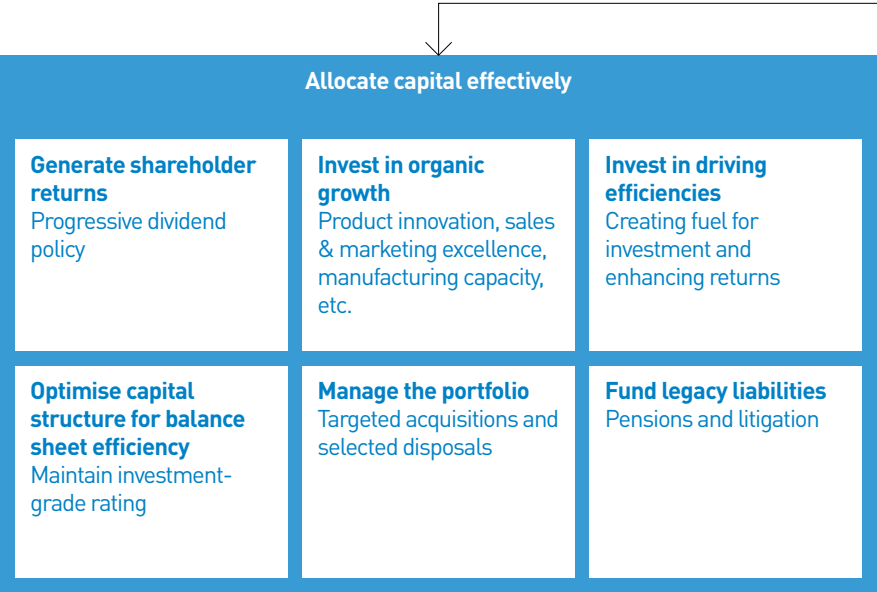 Allocate capital effectively
Generate shareholder
returns
Progressive dividend
policy
Invest in organic
growth
Product innovation, sales
& marketing excellence,
manufacturing capacity,
etc.
Invest in driving
efficiencies
Creating fuel for
investment and
enhancing returns
Optimise capital
structure for balance
sheet efficiency
Maintain investment-
grade rating
Manage the portfolio
Targeted acquisitions and
selected disposals
Fund legacy liabilities
Pensions and litigation